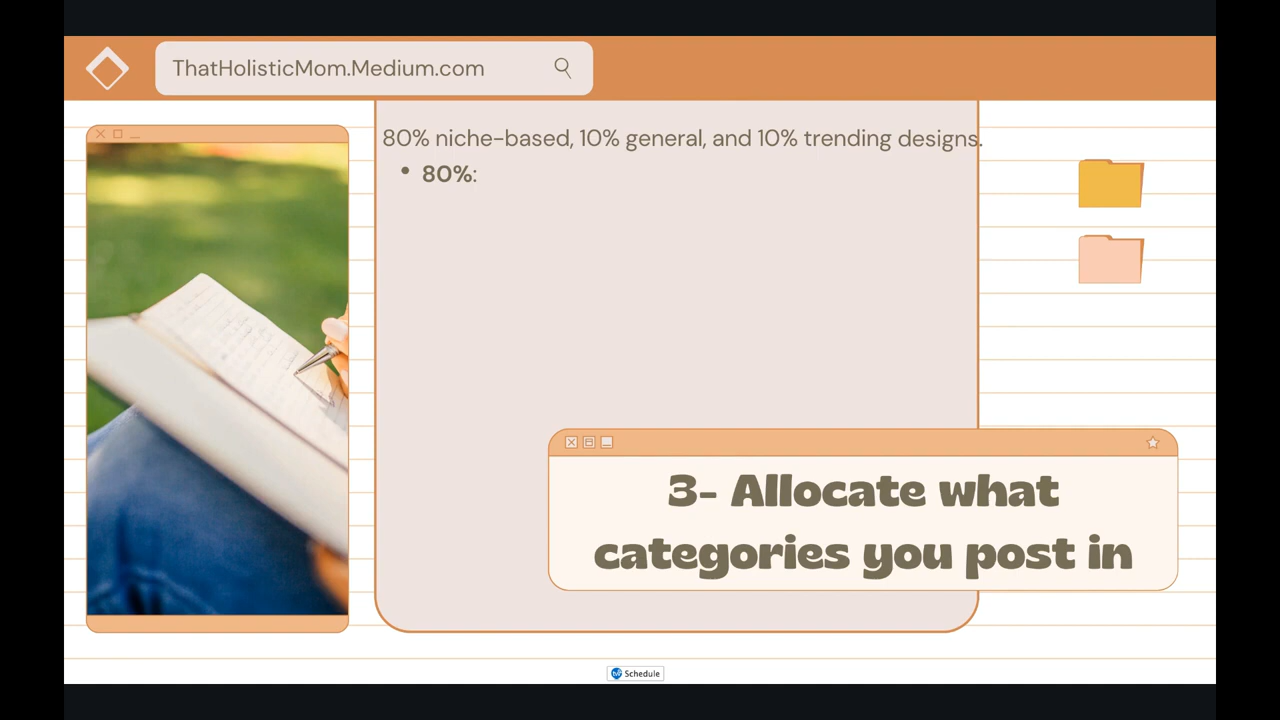 ThatHolisticMom.Medium.com
80% niche-based, 10% general, and 10% trending designs.
• 80%:
3- Allocate what
categories you post in
Schedule